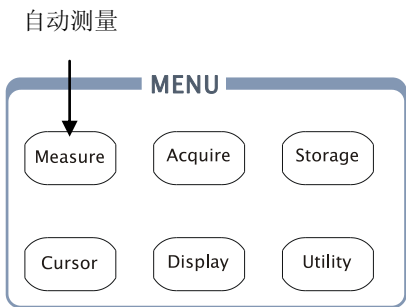 自动测量
MENU
Measure Acquire Storage
Cursor Display Utility